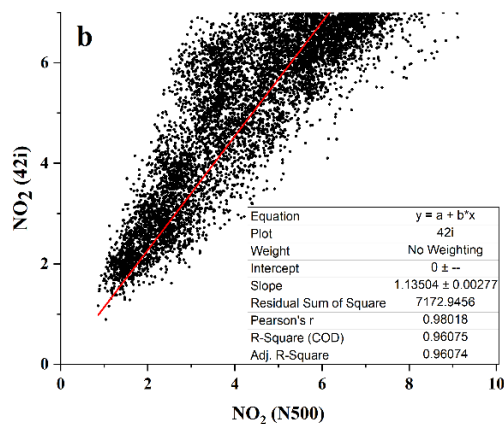 b
NO₂ (42i)
6
4
2
0
Equation y = a + b*x
Plot 42i
Weight No Weighting
Intercept 0 ± --
Slope 1.13504 ± 0.00277
Residual Sum of Square 7172.9456
Pearson's r 0.98018
R-Square (COD) 0.96075
Adj. R-Square 0.96074
0 2 4 6 8 10
NO₂ (N500)